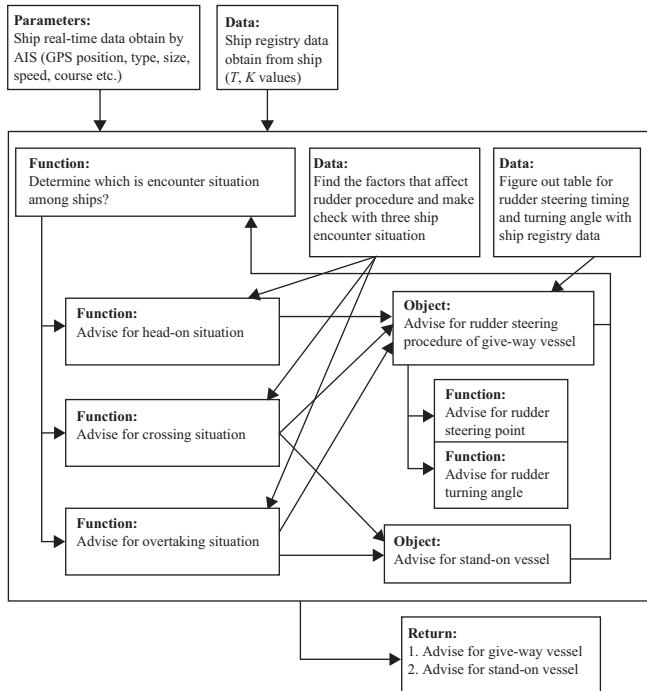 Parameters:
Ship real-time data obtain by
AIS (GPS position, type, size,
speed, course etc.)
Data:
Ship registry data
obtain from ship
(T, K values)
Function:
Determine which is encounter situation
among ships?
Data:
Find the factors that affect
rudder procedure and make
check with three ship
encounter situation
Data:
Figure out table for
rudder steering timing
and turning angle with
ship registry data
Function:
Advise for head-on situation
Object:
Advise for rudder steering
procedure of give-way vessel
Function:
Advise for rudder
steering point
Function:
Advise for crossing situation
Function:
Advise for rudder
turning angle
Function:
Advise for overtaking situation
Object:
Advise for stand-on vessel
Return:
1. Advise for give-way vessel
2. Advise for stand-on vessel